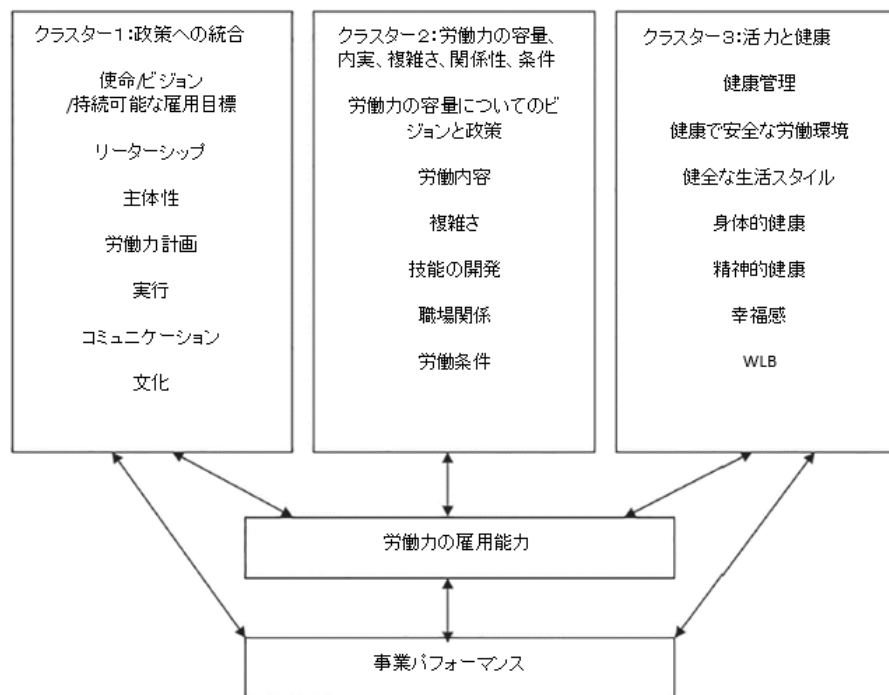 クラスター1:政策への統合
使命/ビジョン
/持続可能な雇用目標
リーターシップ
主体性
労働力計画
実行
コミュニケーション
文化
クラスター2:労働力の容量、
内実、複雑さ、関係性、条件
労働力の容量についてのビ
ジョンと政策
労働内容
複雑さ
技能の開発
職場関係
労働条件
クラスター3:活力と健康
健康管理
健康で安全な労働環境
健全な生活スタイル
身体的健康
精神的健康
幸福感
WLB
労働力の雇用能力
事業パフォーマンス